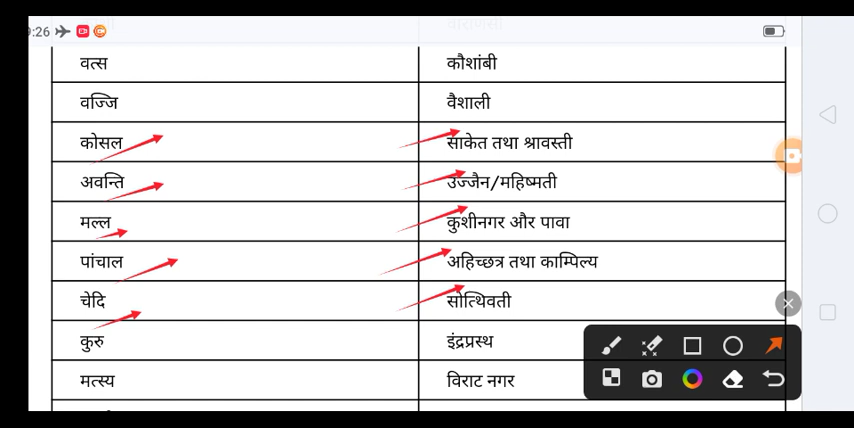 :26
वत्स कौशांबी
वज्जि वैशाली
कोसल साकेत तथा श्रावस्ती
अवन्ति उज्जैन/महिष्मती
मल्ल कुशीनगर और पावा
पांचाल अहिच्छत्र तथा काम्पिल्य
चेदि सोत्थिवती
कुरु इंद्रप्रस्थ
मत्स्य विराट नगर